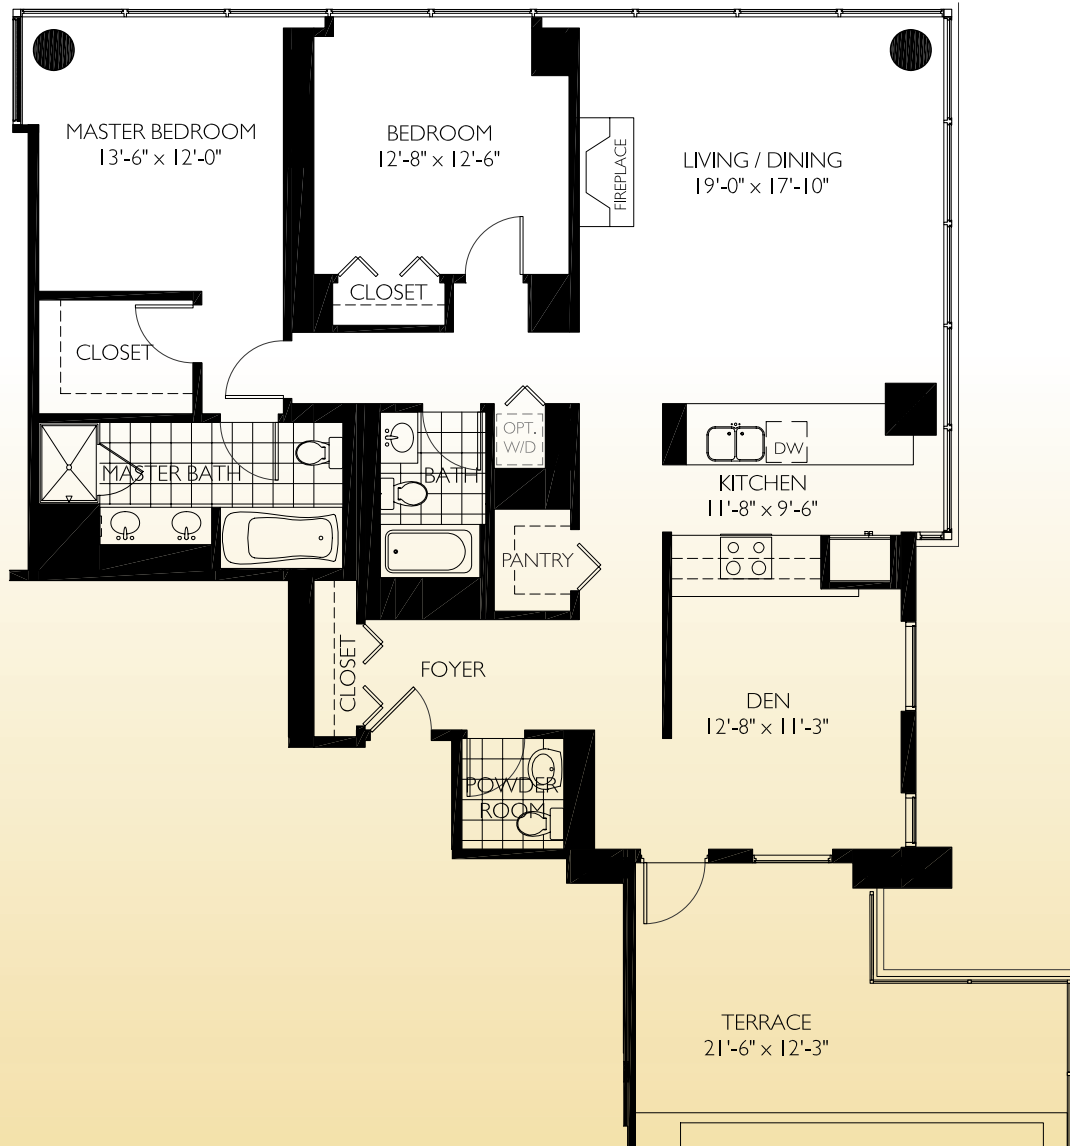 MASTER BEDROOM
13'-6" x 12'-0"
BEDROOM
12'-8" x 12'-6"
FIREPLACE
LIVING / DINING
19'-0" x 17'-10"
CLOSET
CLOSET
OPT.
W/D
DW
MASTER BATH
BATH
KITCHEN
11'-8" x 9'-6"
PANTRY
CLOSET
FOYER
DEN
12'-8" x 11'-3"
POWDER
ROOM
TERRACE
21'-6" x 12'-3"